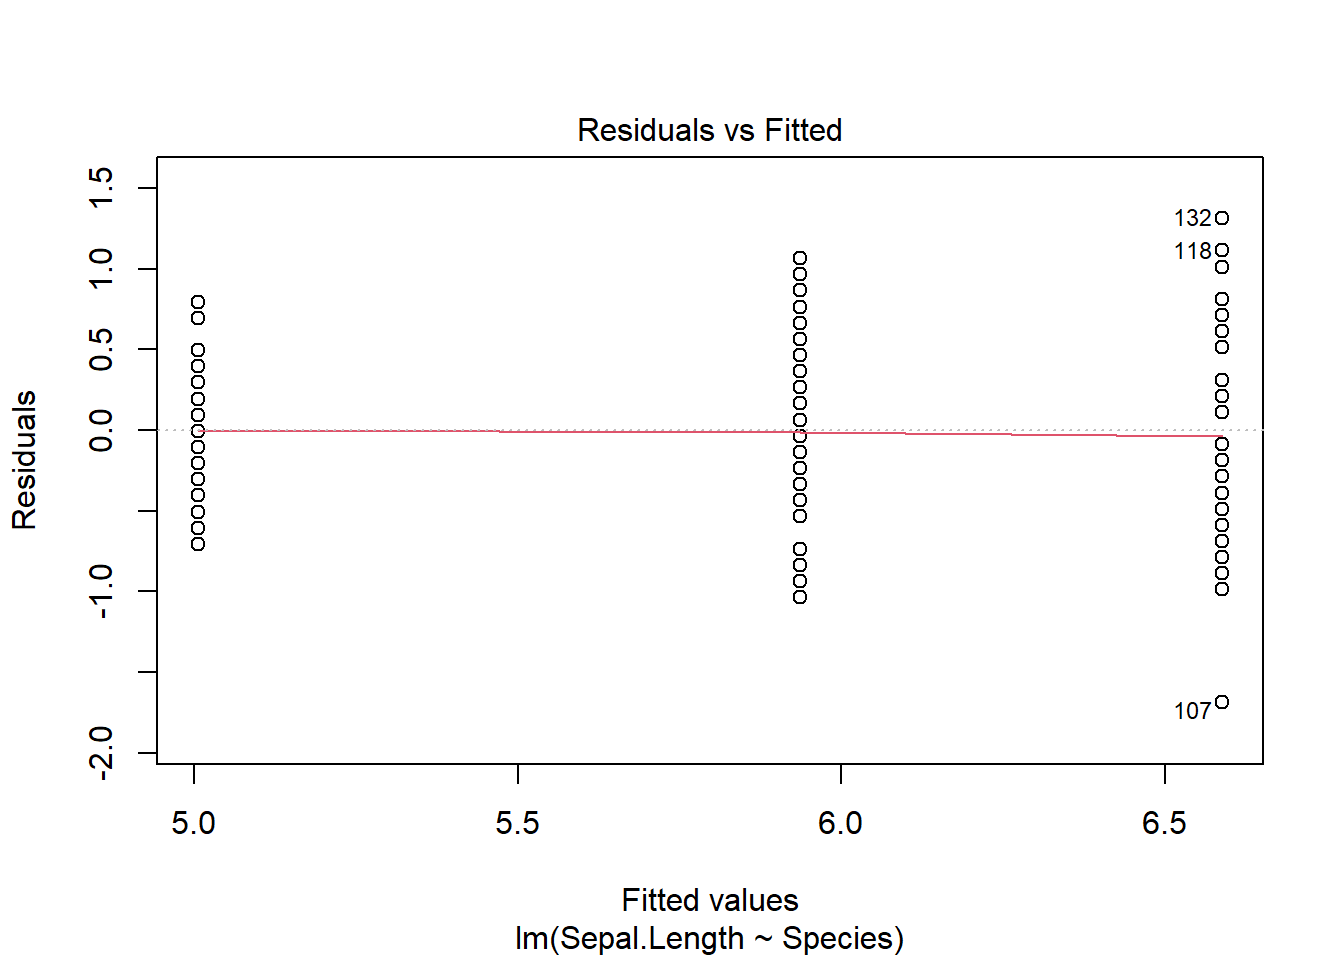 Residuals vs Fitted
1.5
1.0
0.5
0.0
-1.0
-2.0
Residuals
132
118
107
5.0 5.5 6.0 6.5
Fitted values
lm(Sepal.Length ~ Species)